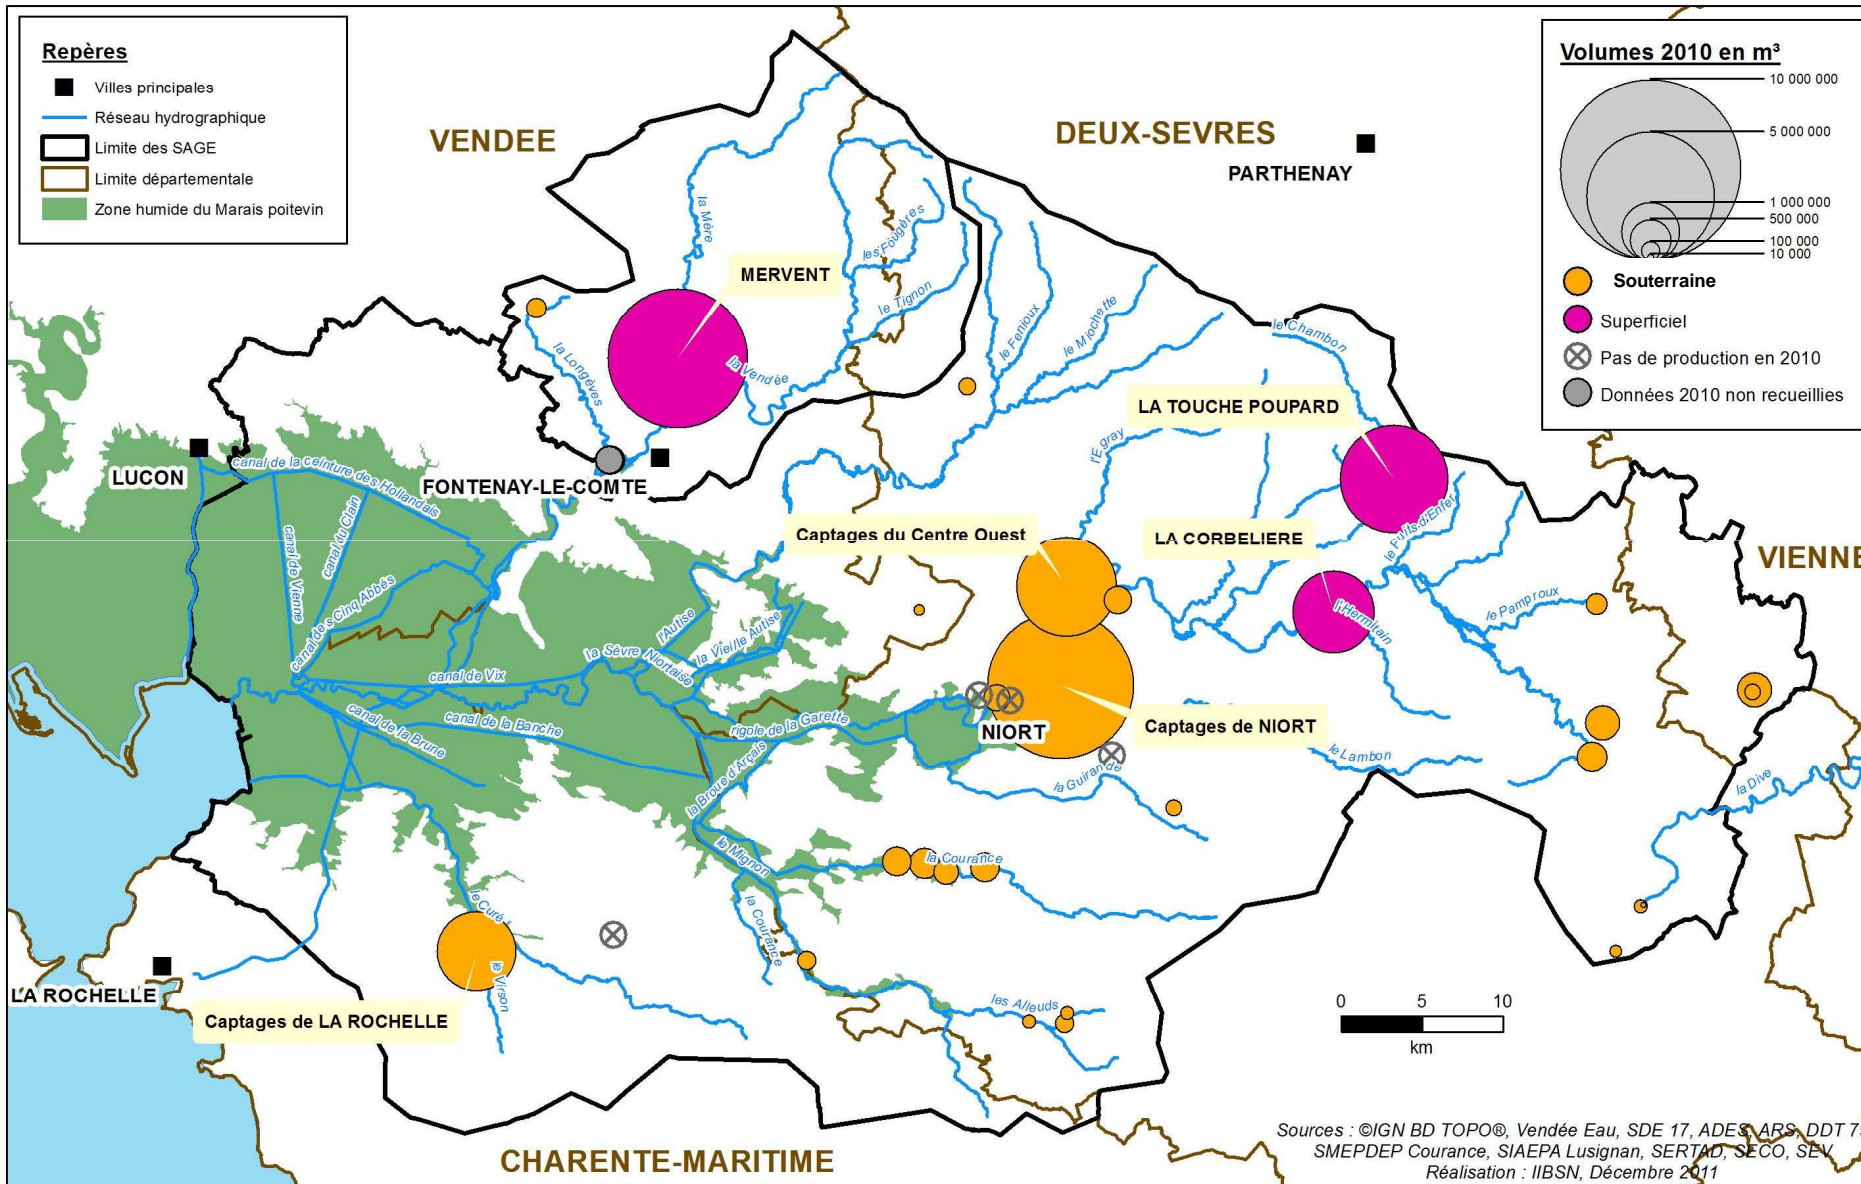 Repères
Villes principales
Réseau hydrographique
Limite des SAGE
Limite départementale
Zone humide du Marais poitevin
Volumes 2010 en m³
10 000 000
5 000 000
1 000 000
500 000
100 000
10 000
Souterraine
Superficiel
Pas de production en 2010
Données 2010 non recueillies
VENDEE
DEUX-SEVRES
PARTHENAY
la Mère
les Fougères
MERVENT
le Tignon
la Longèves
la Vendée
le Fenioux
le Miochette
le Chambon
LA TOUCHE POUPARD
l'Egray
LUCON
canal de la ceinture des Hollandais
FONTENAY-LE-COMTE
canal de Vienne
canal du Clain
canal des Cinq Abbés
Captages du Centre Ouest
LA CORBELIERE
le Puits d'Enfer
VIENNE
le Pamproux
l'Hermitain
l'Autise
la Vieille Autise
la Sèvre Niortaise
canal de Vix
canal de la Brune
canal de la Banche
rigole de la Garette
NIORT
Captages de NIORT
la Guirande
le Lambon
la Dive
la Broue d'Arçais
le Mignon
la Courance
la Courance
le Curé
le Virson
LA ROCHELLE
Captages de LA ROCHELLE
les Alleuds
0 5 10
km
CHARENTE-MARITIME
Sources : ©IGN BD TOPO®, Vendée Eau, SDE 17, ADES, ARS, DDT 7
SMEPDEP Courance, SIAEPA Lusignan, SERTAD, SECO, SEV
Réalisation : IIBSN, Décembre 2011